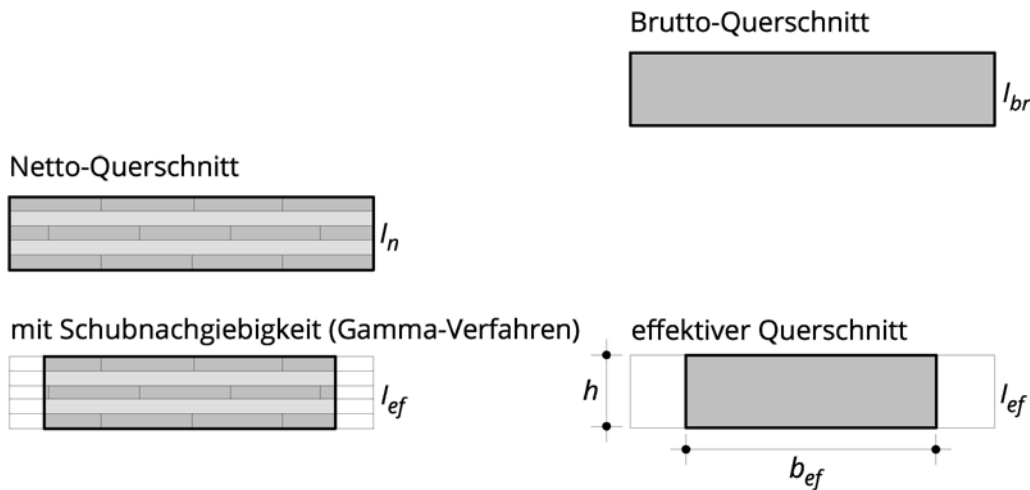 Brutto-Querschnitt
I_br
Netto-Querschnitt
I_n
mit Schubnachgiebigkeit (Gamma-Verfahren)
I_ef
effektiver Querschnitt
h
I_ef
b_ef